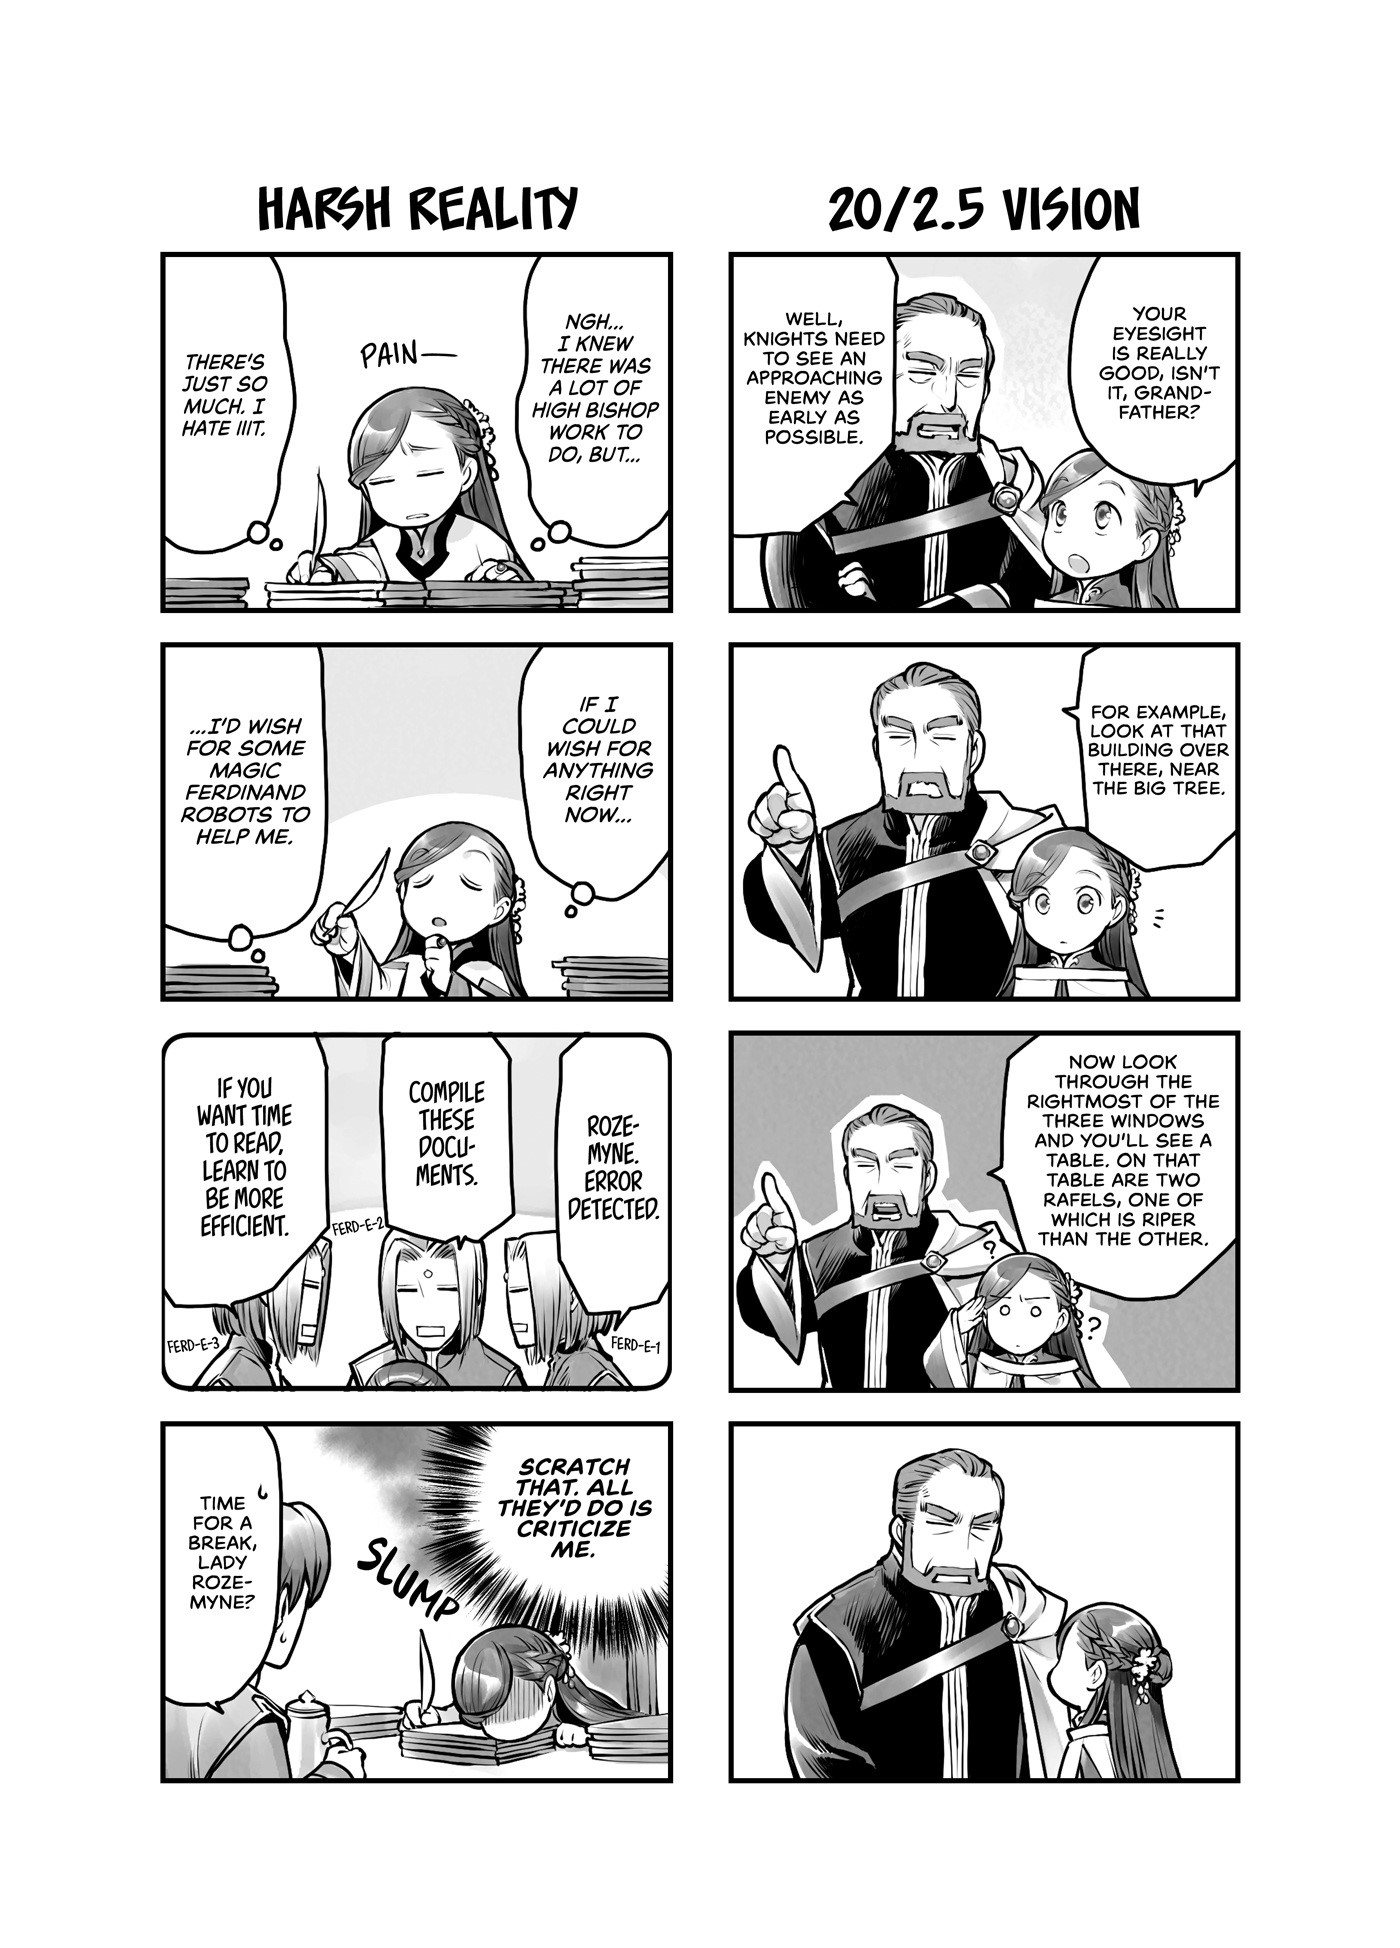 20/2.5 VISION
YOUR
EYESIGHT
IS REALLY
GOOD, ISN'T
IT, GRAND-
FATHER?
WELL,
KNIGHTS NEED
TO SEE AN
APPROACHING
ENEMY AS
EARLY AS
POSSIBLE.
FOR EXAMPLE,
LOOK AT THAT
BUILDING OVER
THERE, NEAR
THE BIG TREE.
NOW LOOK
THROUGH THE
RIGHTMOST OF THE
THREE WINDOWS
AND YOU'LL SEE A
TABLE. ON THAT
TABLE ARE TWO
RAFELS, ONE OF
WHICH IS RIPER
THAN THE OTHER.
?
?
HARSH REALITY
NGH...
I KNEW
THERE WAS
A LOT OF
HIGH BISHOP
WORK TO
DO, BUT...
PAIN—
THERE'S
JUST SO
MUCH. I
HATE IIIT.
IF I
COULD
WISH FOR
ANYTHING
RIGHT
NOW...
...I'D WISH
FOR SOME
MAGIC
FERDINAND
ROBOTS TO
HELP ME.
ROZE-
MYNE.
ERROR
DETECTED.
FERD-E-1
COMPILE
THESE
DOCU-
MENTS.
FERD-E-2
IF YOU
WANT TIME
TO READ,
LEARN TO
BE MORE
EFFICIENT.
FERD-E-3
SCRATCH
THAT. ALL
THEY'D DO IS
CRITICIZE
ME.
SLUMP
TIME
FOR A
BREAK,
LADY
ROZE-
MYNE?